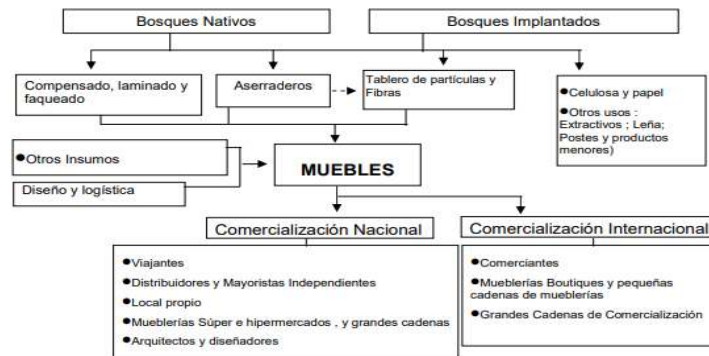 Bosques Nativos
Bosques Implantados
Compensado, laminado y
faqueado
Aserraderos
Tablero de partículas y
Fibras
●Celulosa y papel
●Otros usos :
Extractivos ; Leña;
Postes y productos
menores)
●Otros Insumos
Diseño y logística
MUEBLES
Comercialización Nacional
Comercialización Internacional
●Viajantes
●Distribuidores y Mayoristas Independientes
●Local propio
●Mueblerías Súper e hipermercados , y grandes cadenas
●Arquitectos y diseñadores
●Comerciantes
●Mueblerías Boutiques y pequeñas
cadenas de mueblerías
●Grandes Cadenas de Comercialización